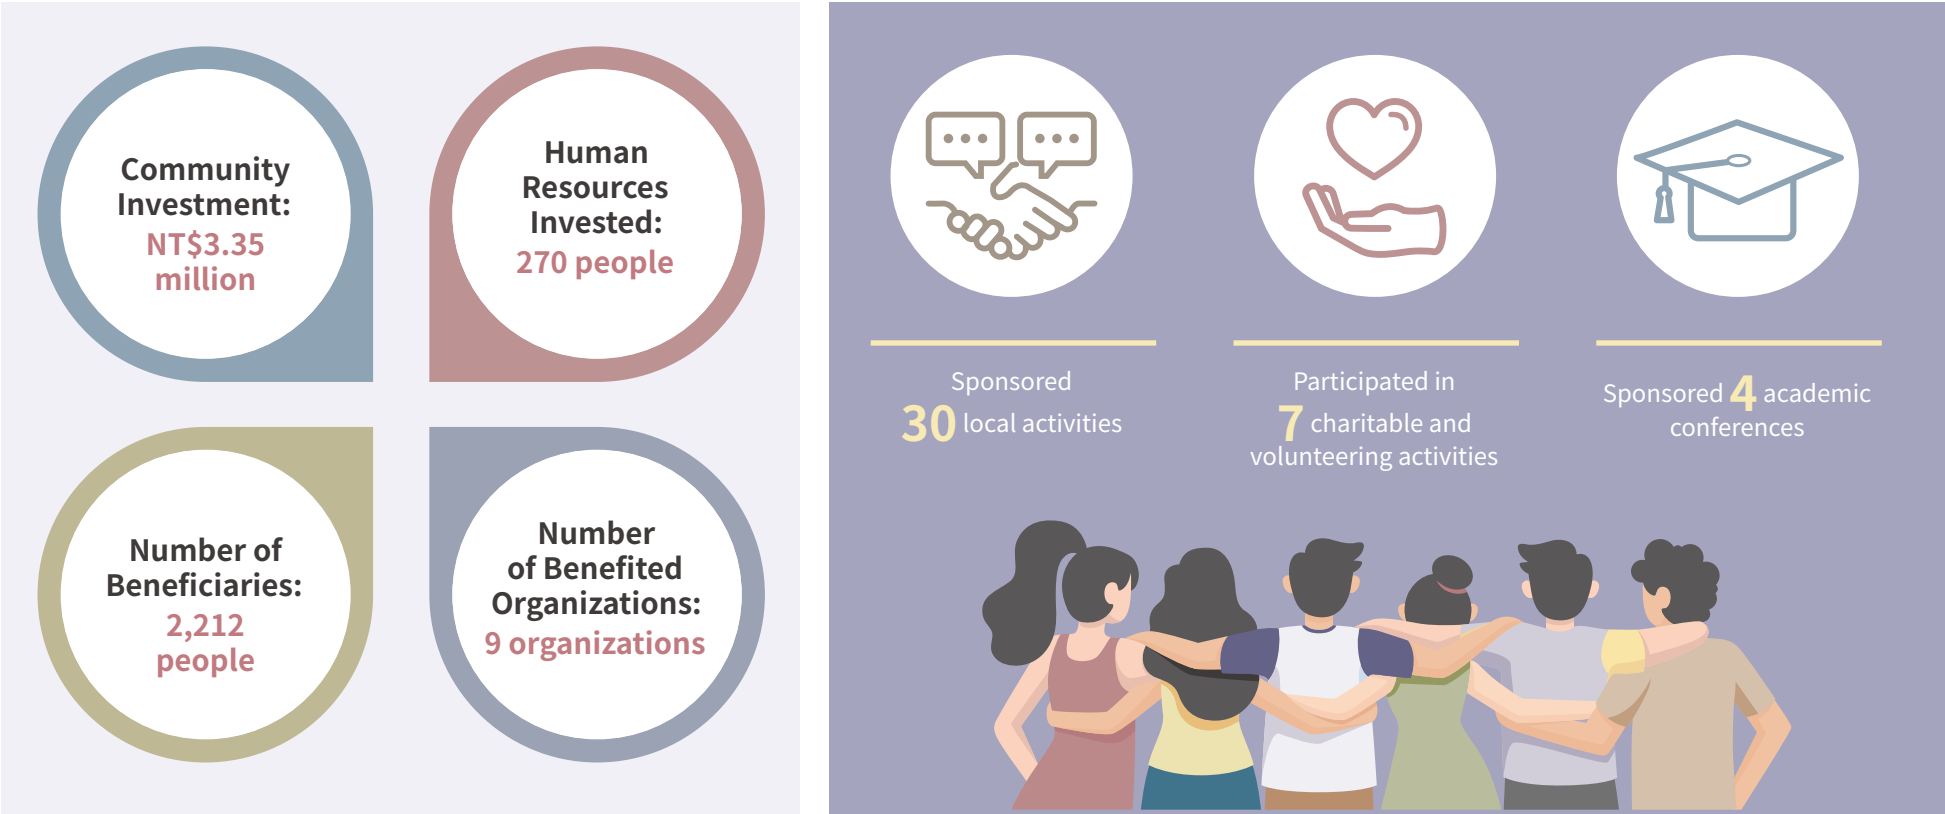 Community
Investment:
NT$3.35
million
Human
Resources
Invested:
270 people
Number of
Beneficiaries:
2,212
people
Number
of Benefited
Organizations:
9 organizations
Sponsored
30 local activities
Participated in
7 charitable and
volunteering activities
Sponsored 4 academic
conferences